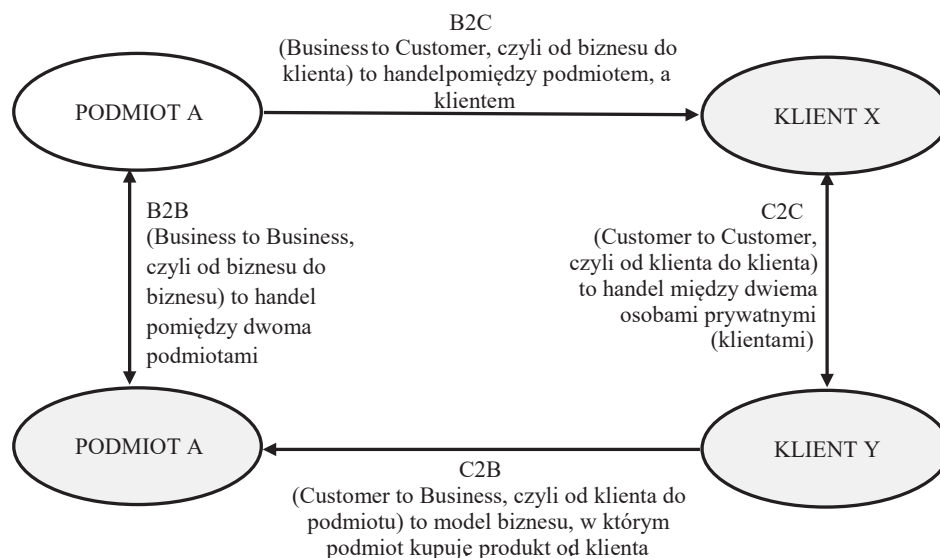 B2C
(Business to Customer, czyli od biznesu do
klienta) to handelpomiędzy podmiotem, a
klientem
PODMIOT A
KLIENT X
B2B
(Business to Business,
czyli od biznesu do
biznesu) to handel
pomiędzy dwoma
podmiotami
C2C
(Customer to Customer,
czyli od klienta do klienta)
to handel między dwiema
osobami prywatnymi
(klientami)
PODMIOT A
KLIENT Y
C2B
(Customer to Business, czyli od klienta do
podmiotu) to model biznesu, w którym
podmiot kupuje produkt od klienta